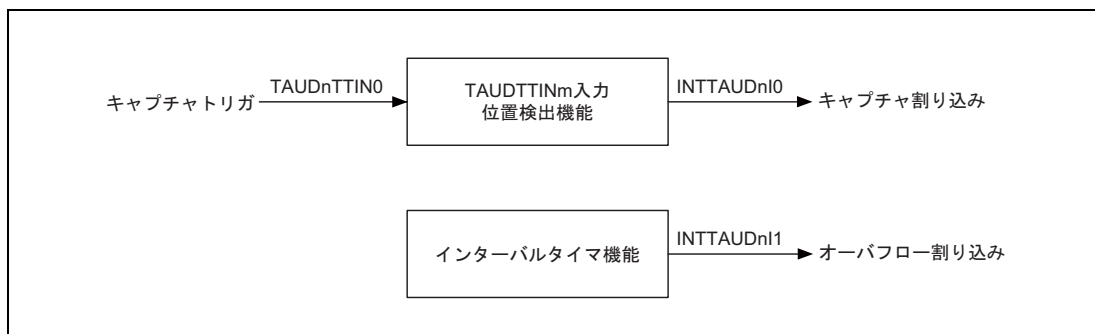 キャプチャトリガ
TAUDnTTIN0
TAUDTTINm入力
位置検出機能
INTTAUDnI0
キャプチャ割り込み
インターバルタイマ機能
INTTAUDnI1
オーバフロー割り込み